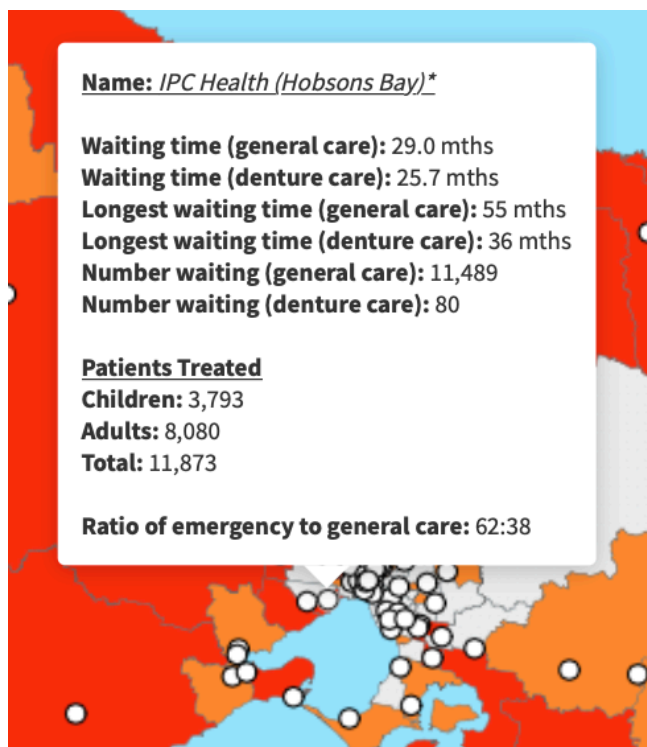 Name: IPC Health (Hobsons Bay)*
Waiting time (general care): 29.0 mths
Waiting time (denture care): 25.7 mths
Longest waiting time (general care): 55 mths
Longest waiting time (denture care): 36 mths
Number waiting (general care): 11,489
Number waiting (denture care): 80
Patients Treated
Children: 3,793
Adults: 8,080
Total: 11,873
Ratio of emergency to general care: 62:38